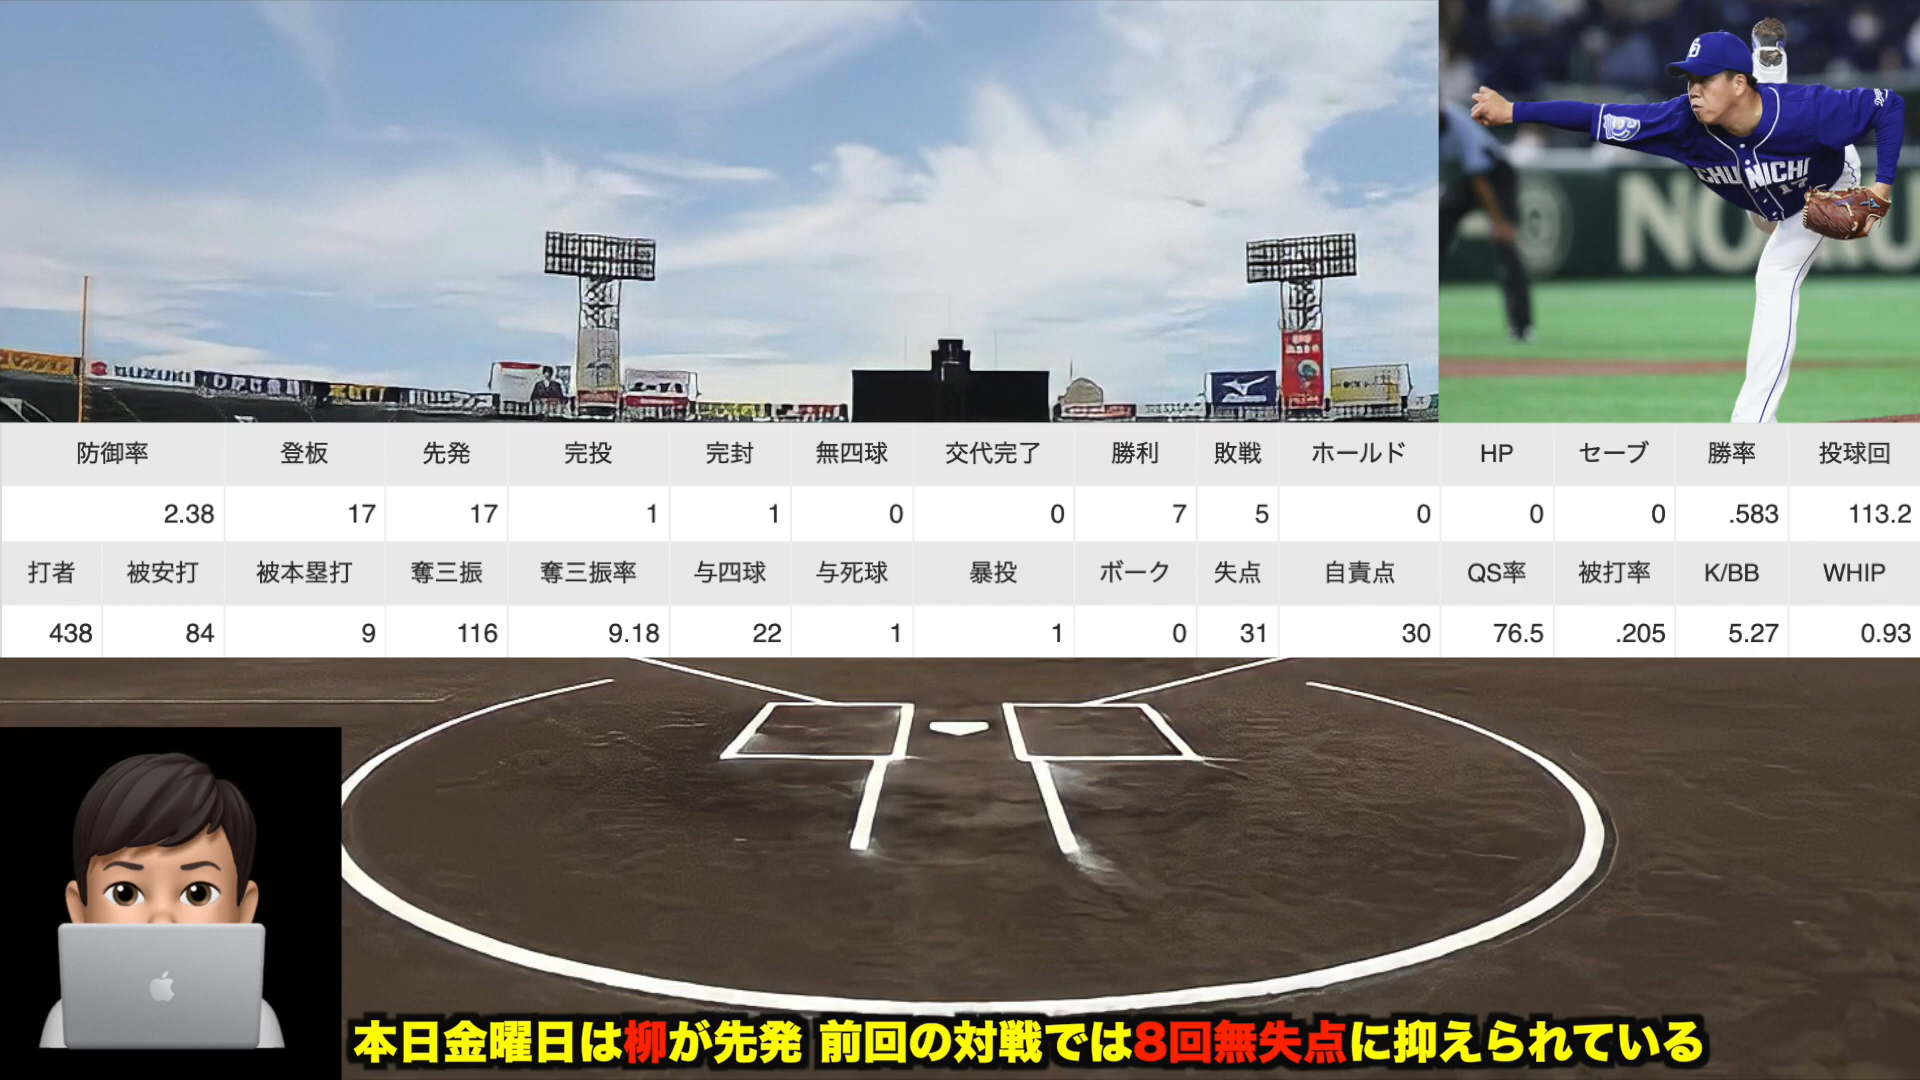 CHUNICHI
17
SUZUKI
防御率 登板 先発 完投 完封 無四球 交代完了 勝利 敗戦 ホールド HP セーブ 勝率 投球回
2.38 17 17 1 1 0 0 7 5 0 0 0 .583 113.2
打者 被安打 被本塁打 奪三振 奪三振率 与四球 与死球 暴投 ボーク 失点 自責点 QS率 被打率 K/BB WHIP
438 84 9 116 9.18 22 1 1 0 31 30 76.5 .205 5.27 0.93
本日金曜日は柳が先発 前回の対戦では8回無失点に抑えられている